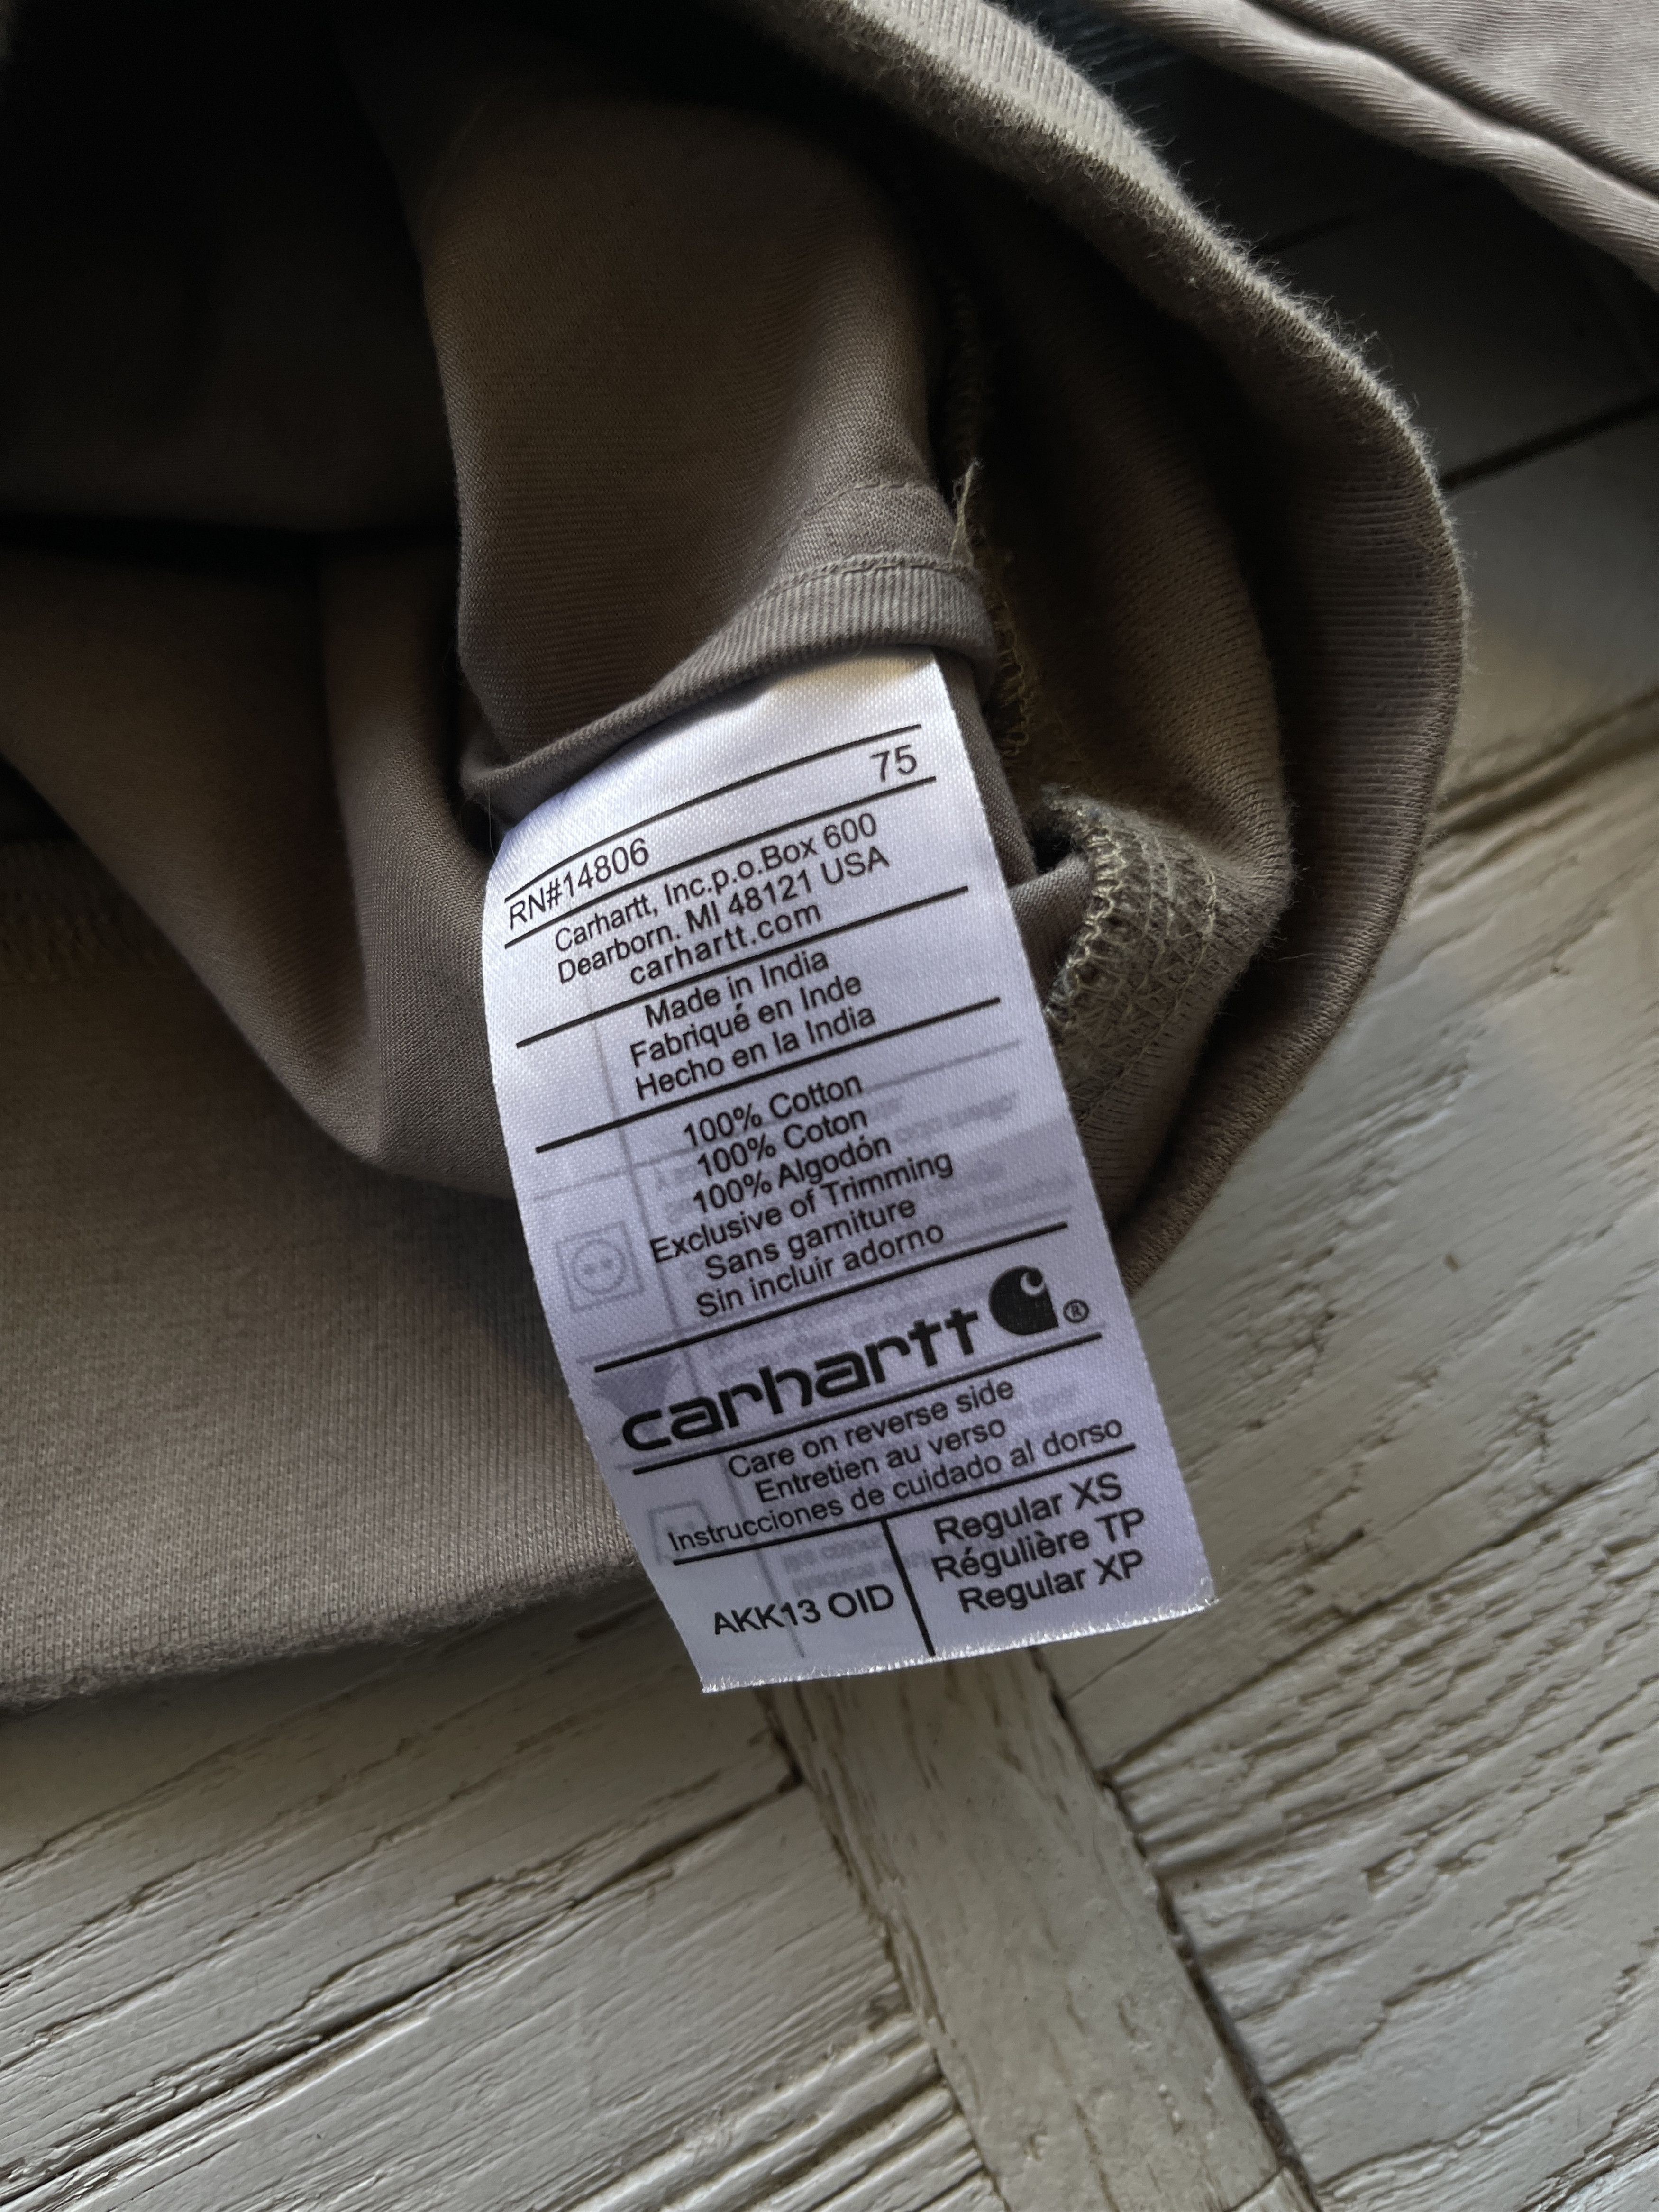 RN#14806 75
Carhartt, Inc.p.o.Box 600
Dearborn. MI 48121 USA
carhartt.com
Made in India
Fabriqué en Inde
Hecho en la India
100% Cotton
100% Coton
100% Algodón
Exclusive of Trimming
Sans garniture
Sin incluir adorno
carhartt ®
Care on reverse side
Entretien au verso
Instrucciones de cuidado al dorso
AKK13 OID
Regular XS
Régulière TP
Regular XP